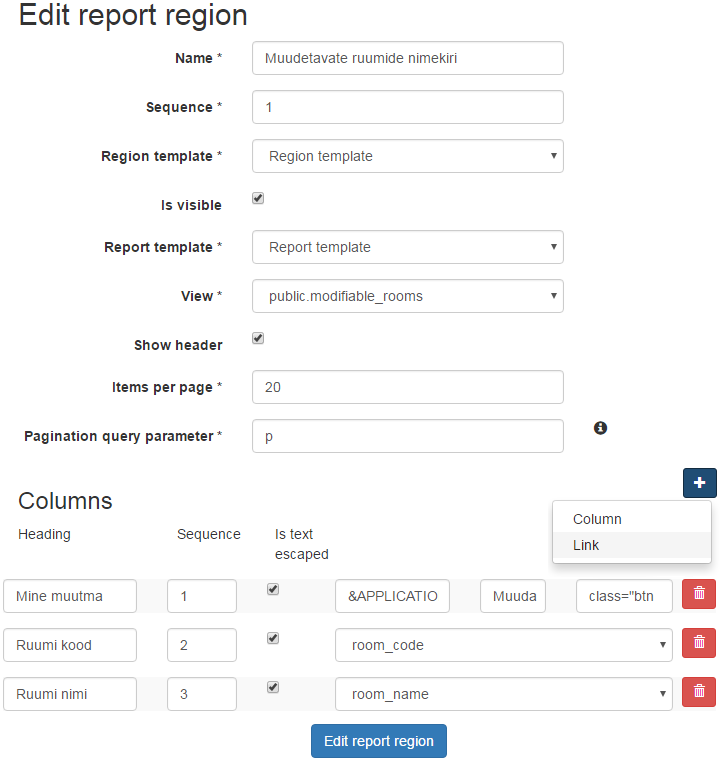 Edit report region
Name * Muudetavate ruumide nimekiri
Sequence * 1
Region template * Region template
Is visible
Report template * Report template
View * public.modifiable_rooms
Show header
Items per page * 20
Pagination query parameter * p
Columns
Column
Link
Heading Sequence Is text escaped
Mine muutma 1 &APPLICATIO Muuda class="btn
Ruumi kood 2 room_code
Ruumi nimi 3 room_name
Edit report region